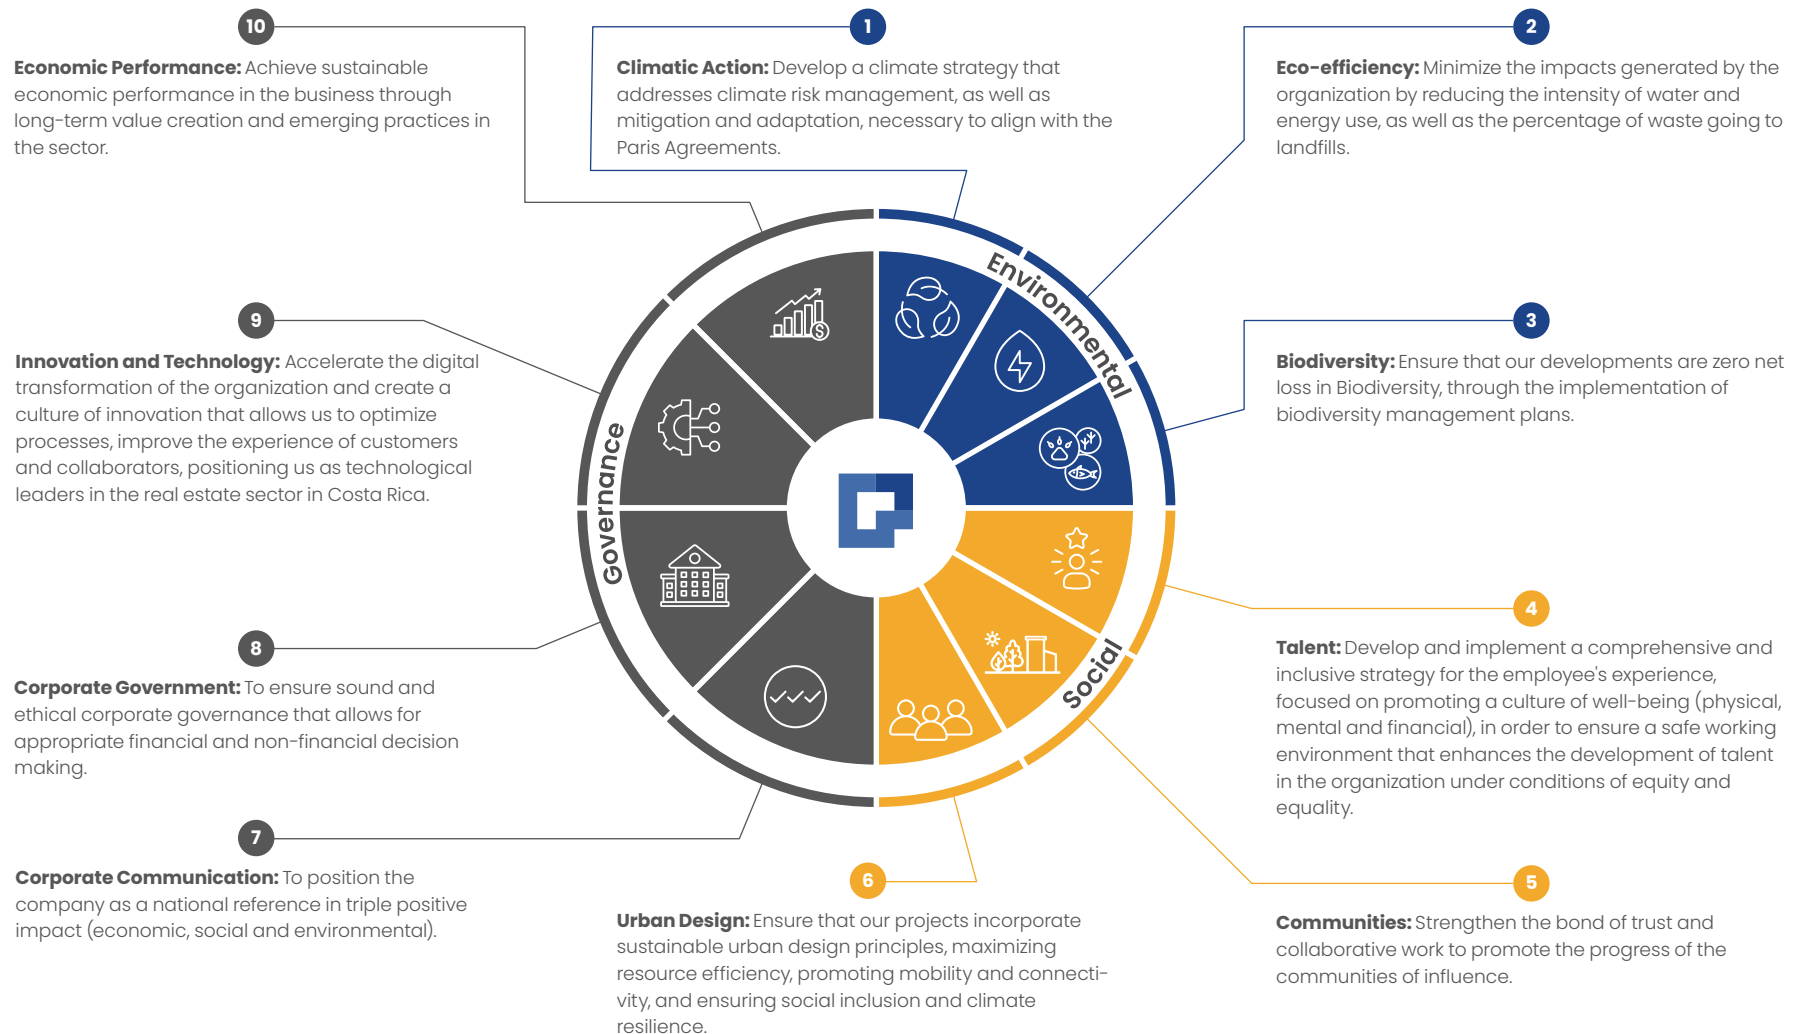 1
Climatic Action: Develop a climate strategy that
addresses climate risk management, as well as
mitigation and adaptation, necessary to align with the
Paris Agreements.
2
Eco-efficiency: Minimize the impacts generated by the
organization by reducing the intensity of water and
energy use, as well as the percentage of waste going to
landfills.
3
Biodiversity: Ensure that our developments are zero net
loss in Biodiversity, through the implementation of
biodiversity management plans.
4
Talent: Develop and implement a comprehensive and
inclusive strategy for the employee's experience,
focused on promoting a culture of well-being (physical,
mental and financial), in order to ensure a safe working
environment that enhances the development of talent
in the organization under conditions of equity and
equality.
5
Communities: Strengthen the bond of trust and
collaborative work to promote the progress of the
communities of influence.
6
Urban Design: Ensure that our projects incorporate
sustainable urban design principles, maximizing
resource efficiency, promoting mobility and connecti-
vity, and ensuring social inclusion and climate
resilience.
7
Corporate Communication: To position the
company as a national reference in triple positive
impact (economic, social and environmental).
8
Corporate Government: To ensure sound and
ethical corporate governance that allows for
appropriate financial and non-financial decision
making.
9
Innovation and Technology: Accelerate the digital
transformation of the organization and create a
culture of innovation that allows us to optimize
processes, improve the experience of customers
and collaborators, positioning us as technological
leaders in the real estate sector in Costa Rica.
10
Economic Performance: Achieve sustainable
economic performance in the business through
long-term value creation and emerging practices in
the sector.
Environmental
Social
Governance
$